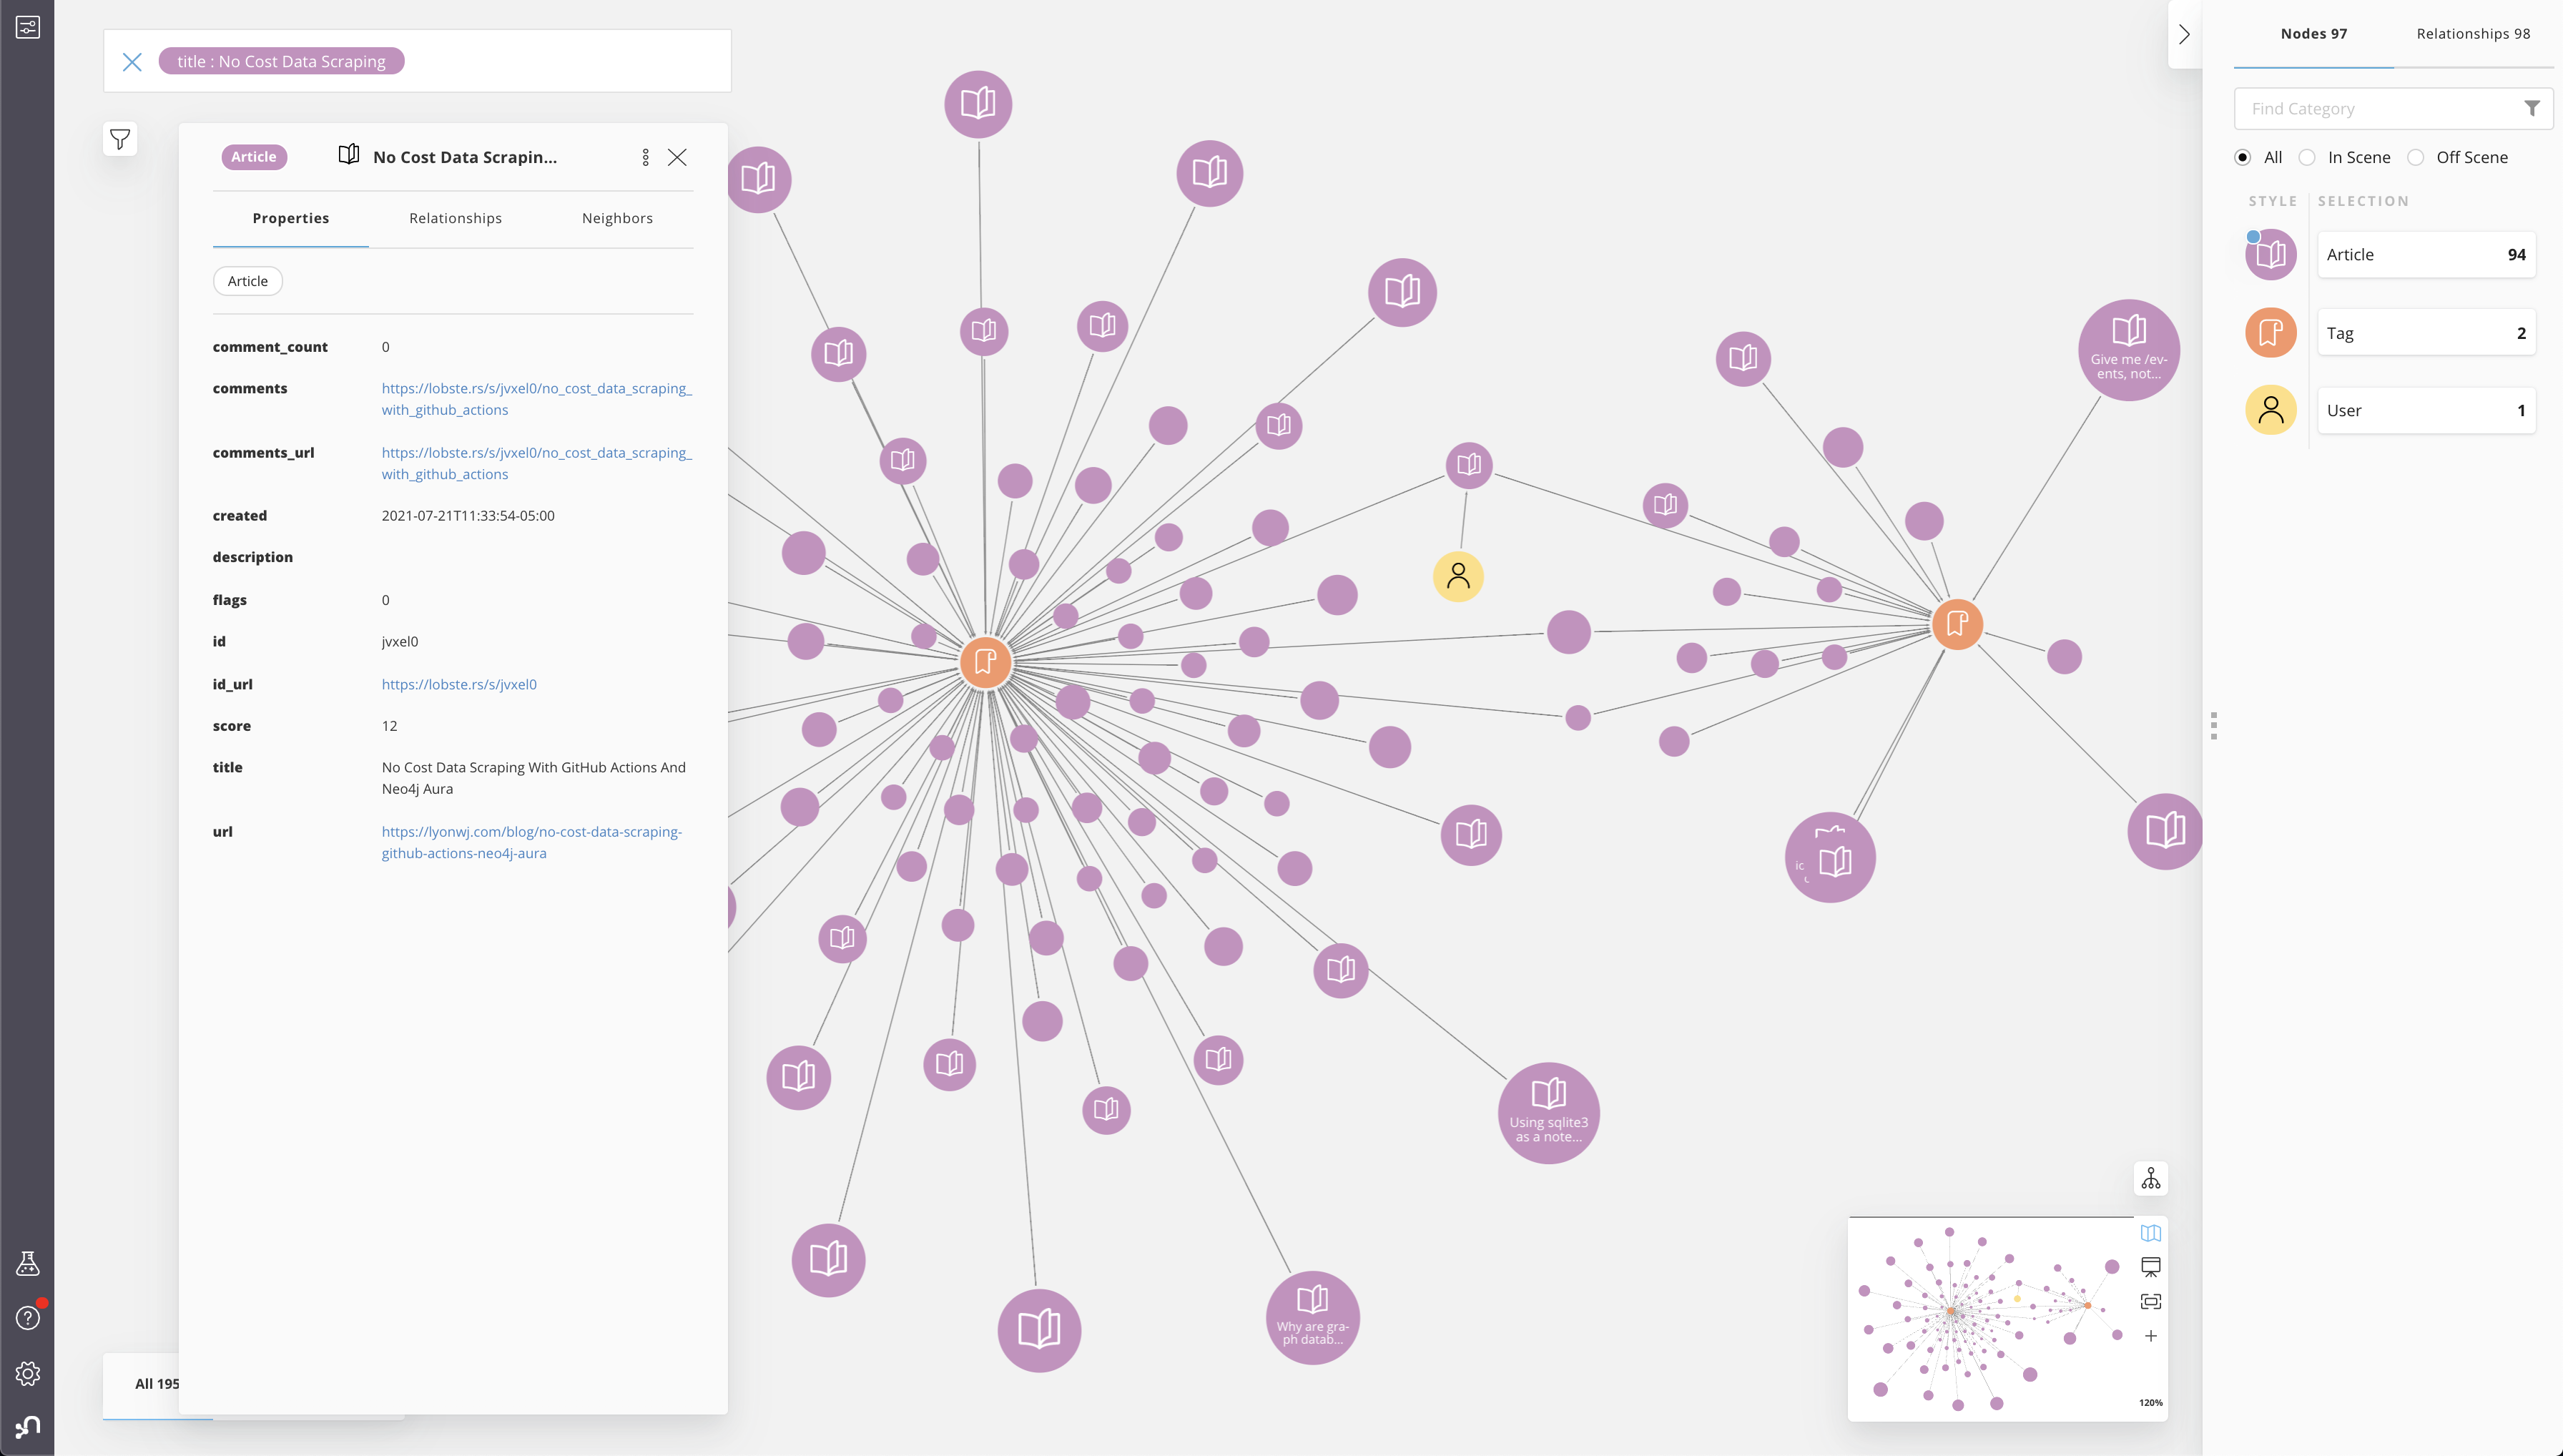 title : No Cost Data Scraping
Article
No Cost Data Scrapin...
Properties
Relationships
Neighbors
Article
comment_count
0
comments
https://lobste.rs/s/jvxel0/no_cost_data_scraping_
with_github_actions
comments_url
https://lobste.rs/s/jvxel0/no_cost_data_scraping_
with_github_actions
created
2021-07-21T11:33:54-05:00
description
flags
0
id
jvxel0
id_url
https://lobste.rs/s/jvxel0
score
12
title
No Cost Data Scraping With GitHub Actions And
Neo4j Aura
url
https://lyonwj.com/blog/no-cost-data-scraping-
github-actions-neo4j-aura
All 195
Give me /ev-
ents, not...
Using sqlite3
as a note...
Why are gra-
ph datab...
ic
120%
Nodes 97
Relationships 98
Find Category
All
In Scene
Off Scene
STYLE
SELECTION
Article
94
Tag
2
User
1